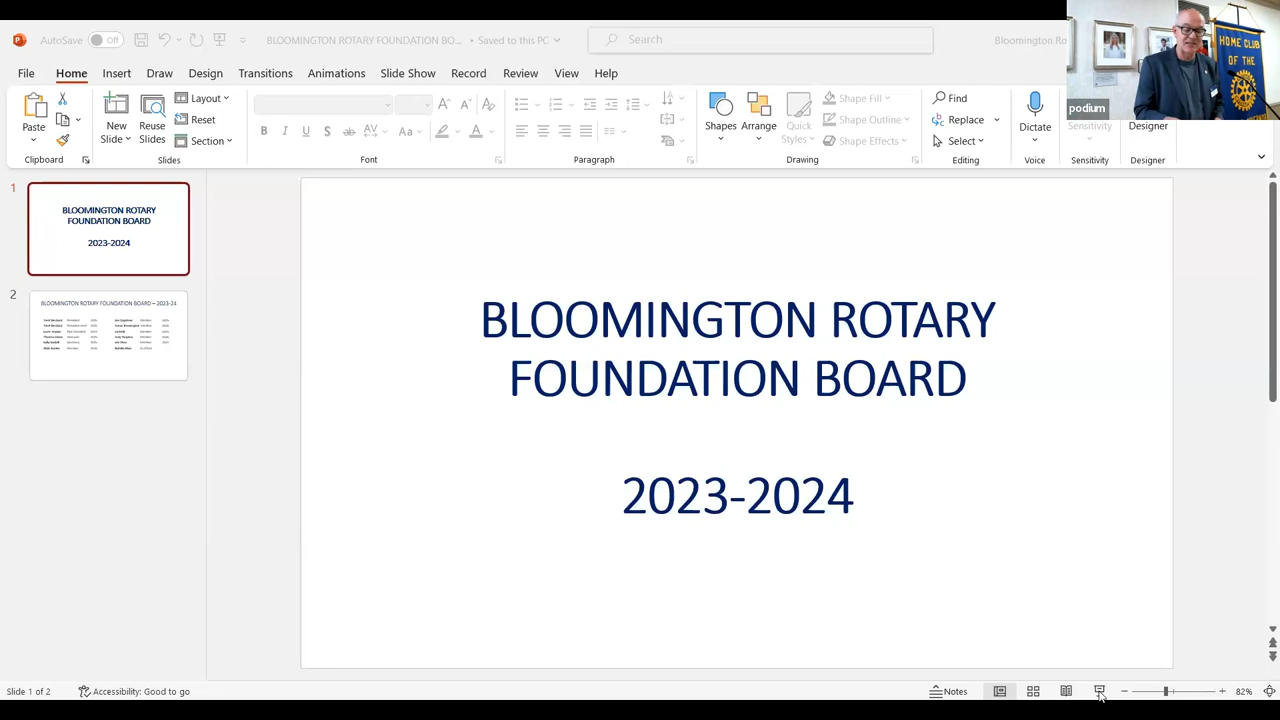 AutoSave
Off
BLOOMINGTON ROTARY FOUNDATION BO... - Saved to this PC
Search
Bloomington Ro
File
Home
Insert
Draw
Design
Transitions
Animations
Slide Show
Record
Review
View
Help
Paste
Clipboard
New Slide
Reuse Slides
Layout
Reset
Section
Slides
Font
Paragraph
Shapes
Arrange
Quick Styles
Shape Fill
Shape Outline
Shape Effects
Drawing
Find
Replace
Select
Editing
Dictate
Voice
Sensitivity
Sensitivity
Designer
Designer
podium
HOME CLUB
OF THE
1
BLOOMINGTON ROTARY
FOUNDATION BOARD
2023-2024
2
BLOOMINGTON ROTARY FOUNDATION BOARD – 2023-24
BLOOMINGTON ROTARY
FOUNDATION BOARD
2023-2024
Slide 1 of 2
Accessibility: Good to go
Notes
82%